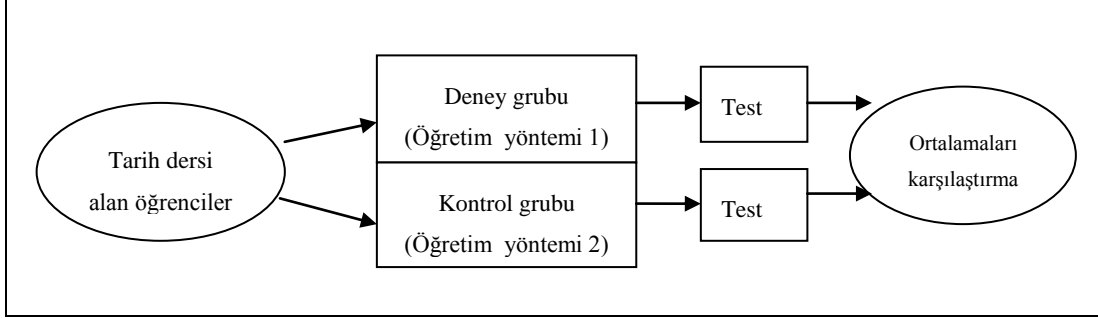 Tarih dersi
alan öğrenciler
Deney grubu
(Öğretim yöntemi 1)
Kontrol grubu
(Öğretim yöntemi 2)
Test
Test
Ortalamaları
karşılaştırma